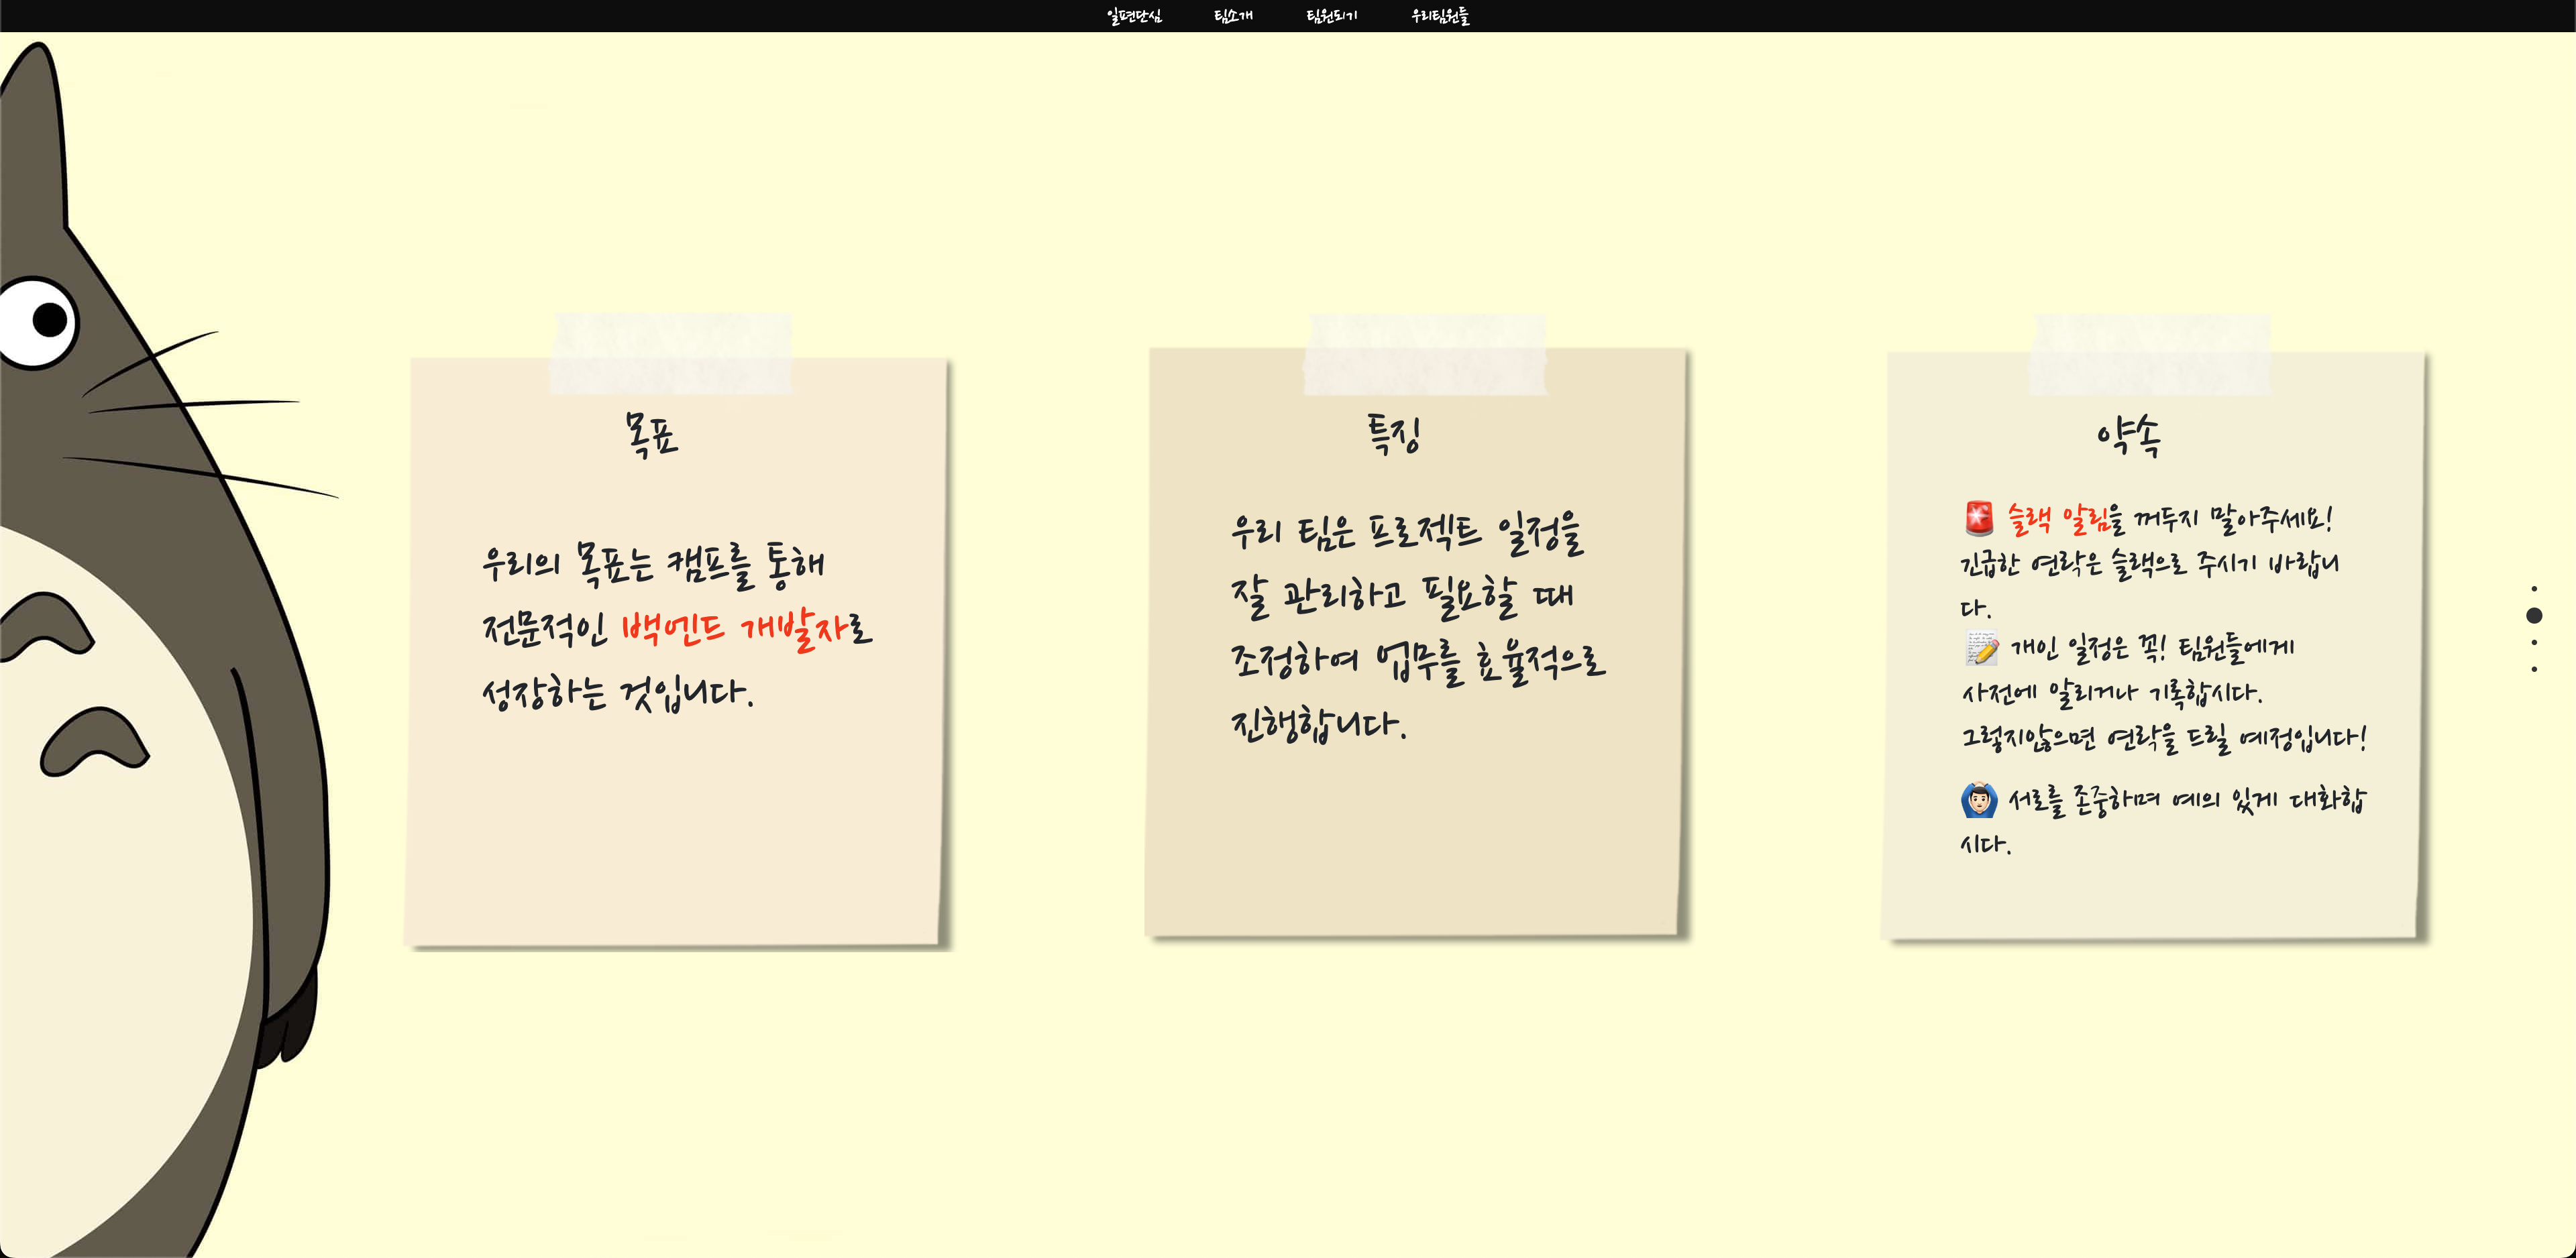 일편단심 팀소개 팀원되기 우리팀원들
목표
우리의 목표는 캠프를 통해
전문적인 백엔드 개발자로
성장하는 것입니다.
특징
우리 팀은 프로젝트 일정을
잘 관리하고 필요할 때
조정하여 업무를 효율적으로
진행합니다.
약속
🚨 슬랙 알림을 꺼두지 말아주세요!
긴급한 연락은 슬랙으로 주시기 바랍니
다.
📝 개인 일정은 꼭! 팀원들에게
사전에 알리거나 기록합시다.
그렇지않으면 연락을 드릴 예정입니다!
🙆🏻‍♂️ 서로를 존중하며 예의 있게 대화합
시다.